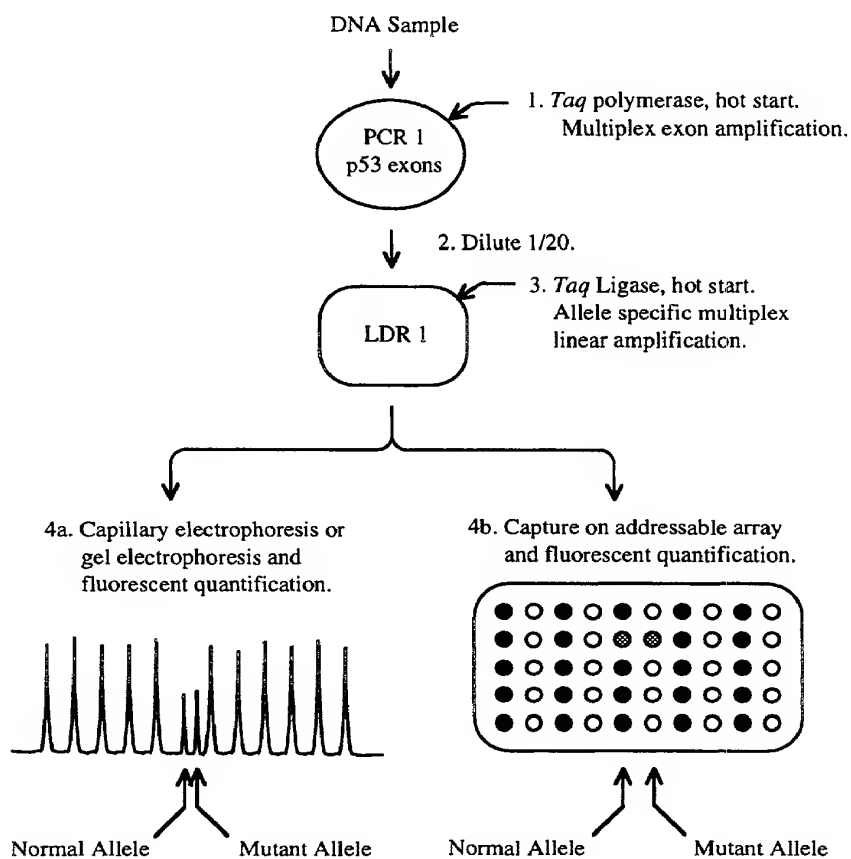 DNA Sample
1. Taq polymerase, hot start.
Multiplex exon amplification.
PCR 1
p53 exons
2. Dilute 1/20.
3. Taq Ligase, hot start.
Allele specific multiplex
linear amplification.
LDR 1
4a. Capillary electrophoresis or
gel electrophoresis and
fluorescent quantification.
4b. Capture on addressable array
and fluorescent quantification.
Normal Allele
Mutant Allele
Normal Allele
Mutant Allele